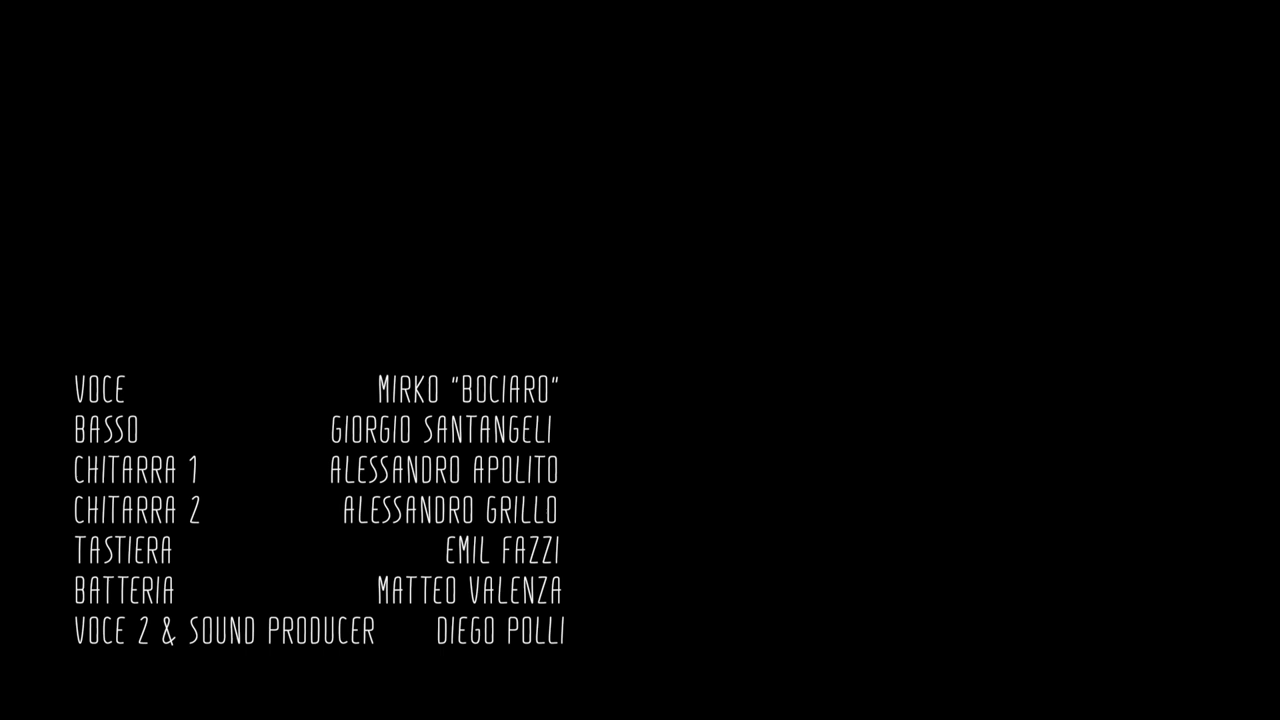 VOCE MIRKO "BOCIARO"
BASSO GIORGIO SANTANGELI
CHITARRA 1 ALESSANDRO APOLITO
CHITARRA 2 ALESSANDRO GRILLO
TASTIERA EMIL FAZZI
BATTERIA MATTEO VALENZA
VOCE 2 & SOUND PRODUCER DIEGO POLLI